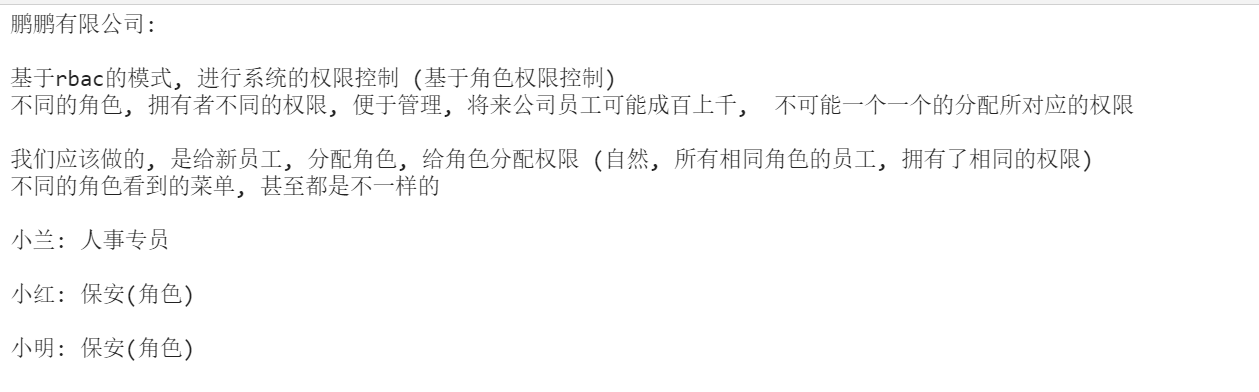 鹏鹏有限公司:
基于rbac的模式, 进行系统的权限控制 (基于角色权限控制)
不同的角色, 拥有者不同的权限, 便于管理, 将来公司员工可能成百上千,  不可能一个一个的分配所对应的权限
我们应该做的, 是给新员工, 分配角色, 给角色分配权限 (自然, 所有相同角色的员工, 拥有了相同的权限)
不同的角色看到的菜单, 甚至都是不一样的
小兰: 人事专员
小红: 保安(角色)
小明: 保安(角色)